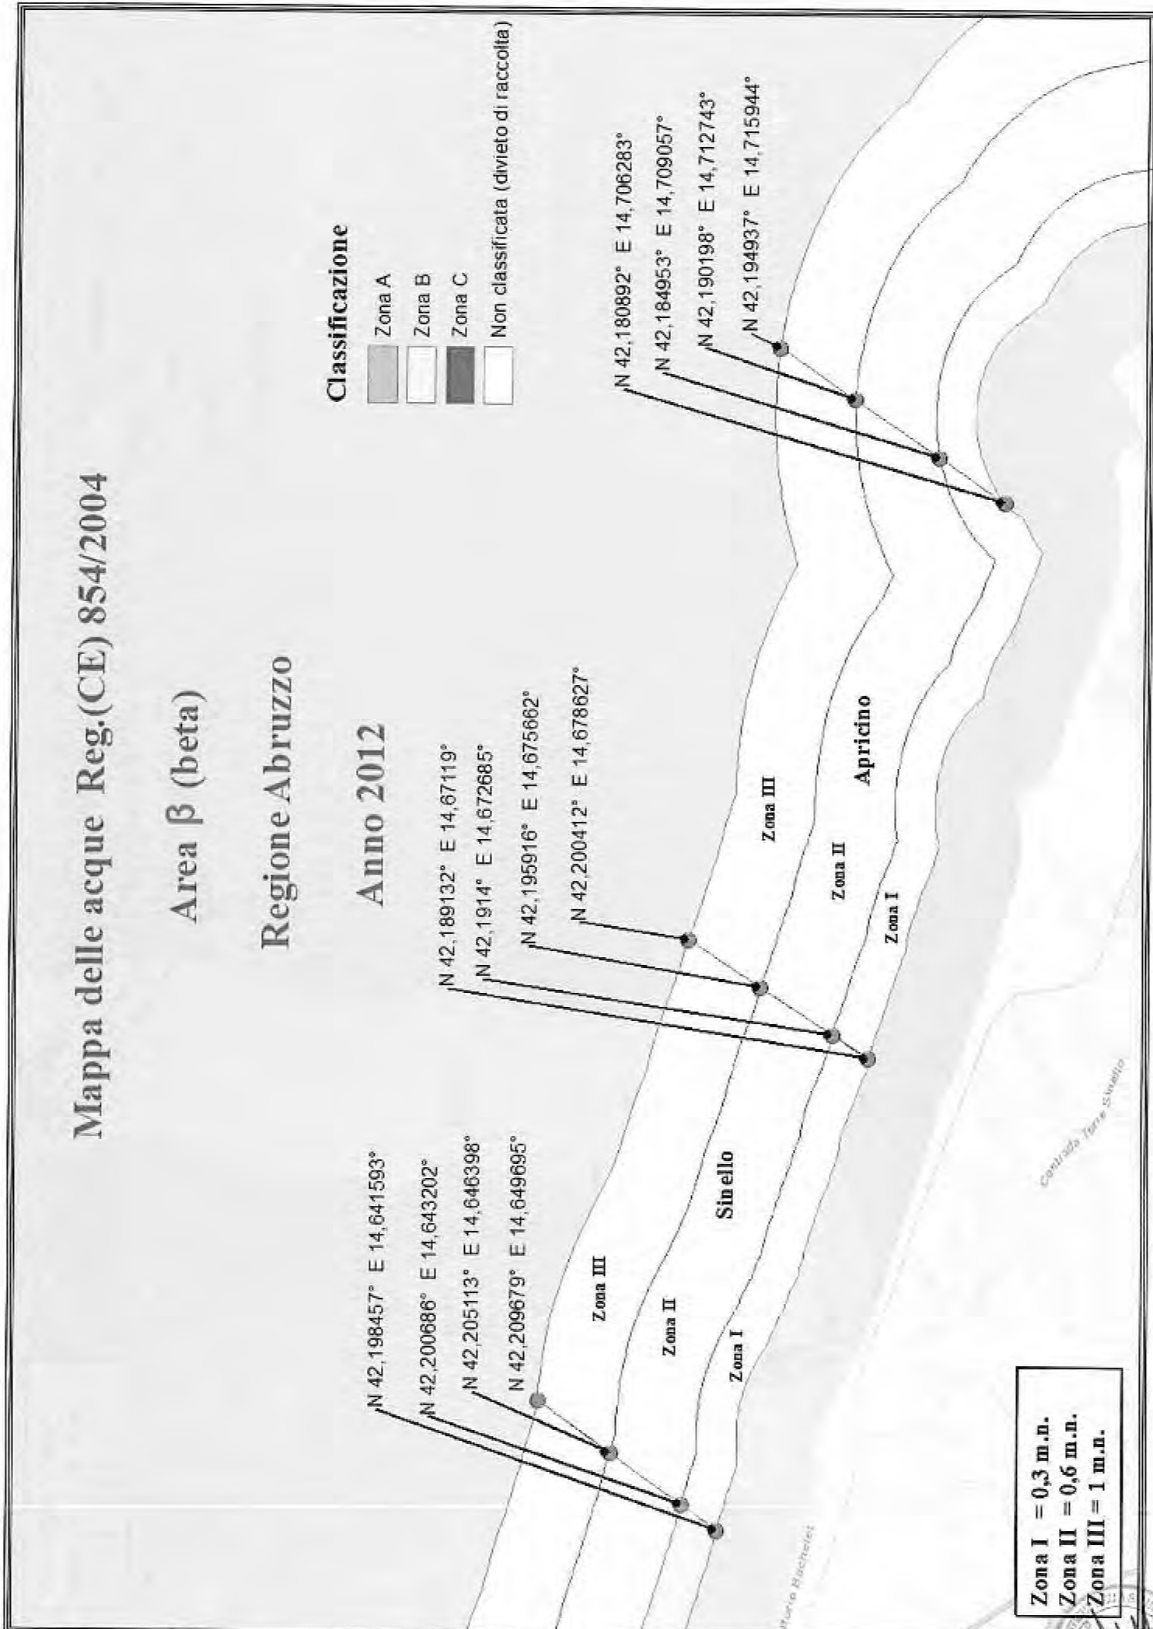 Mappa delle acque Reg.(CE) 854/2004
Area β (beta)
Regione Abruzzo
Anno 2012
Classificazione
Zona A
Zona B
Zona C
Non classificata (divieto di raccolta)
N 42,198457° E 14,641593°
N 42,200686° E 14,643202°
N 42,205113° E 14,646398°
N 42,209679° E 14,649695°
N 42,189132° E 14,67119°
N 42,1914° E 14,672685°
N 42,195916° E 14,675662°
N 42,200412° E 14,678627°
N 42,180892° E 14,706283°
N 42,184953° E 14,709057°
N 42,190198° E 14,712743°
N 42,194937° E 14,715944°
Zona III
Zona II
Sinello
Zona I
Zona III
Apricino
Zona II
Zona I
Contrada Torre Sinello
Bachelet
Zona I = 0,3 m.n.
Zona II = 0,6 m.n.
Zona III = 1 m.n.